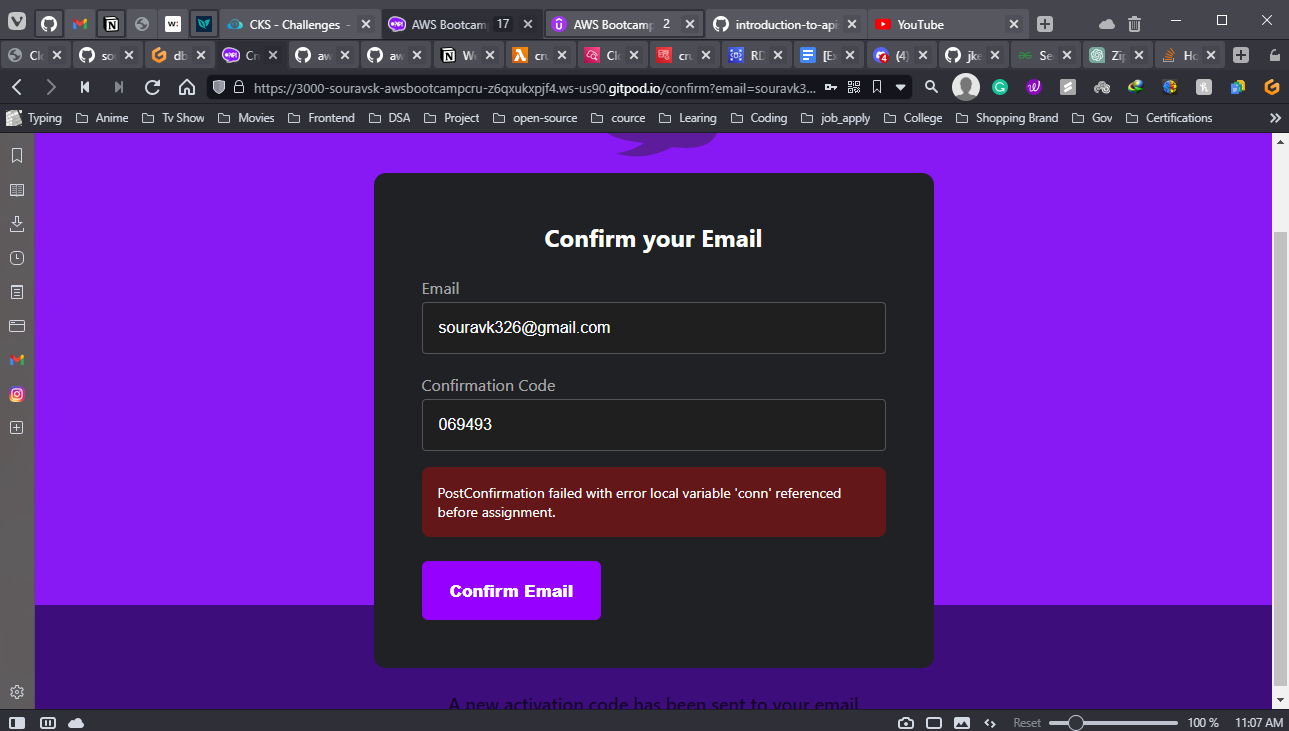 CKS - Challenges -
AWS Bootcamp
17
AWS Bootcamp
2
introduction-to-api
YouTube
Clo
so
db
Cru
aw
aw
We
cru
Clo
cru
RD
[Ex
(4)
jke
Se
Zip
Ho
https://3000-souravsk-awsbootcampcru-z6qxukxpjf4.ws-us90.gitpod.io/confirm?email=souravk3...
Typing
Anime
Tv Show
Movies
Frontend
DSA
Project
open-source
cource
Learing
Coding
job_apply
College
Shopping Brand
Gov
Certifications
Confirm your Email
Email
souravk326@gmail.com
Confirmation Code
069493
PostConfirmation failed with error local variable 'conn' referenced
before assignment.
Confirm Email
A new activation code has been sent to your email
Reset
100 %
11:07 AM